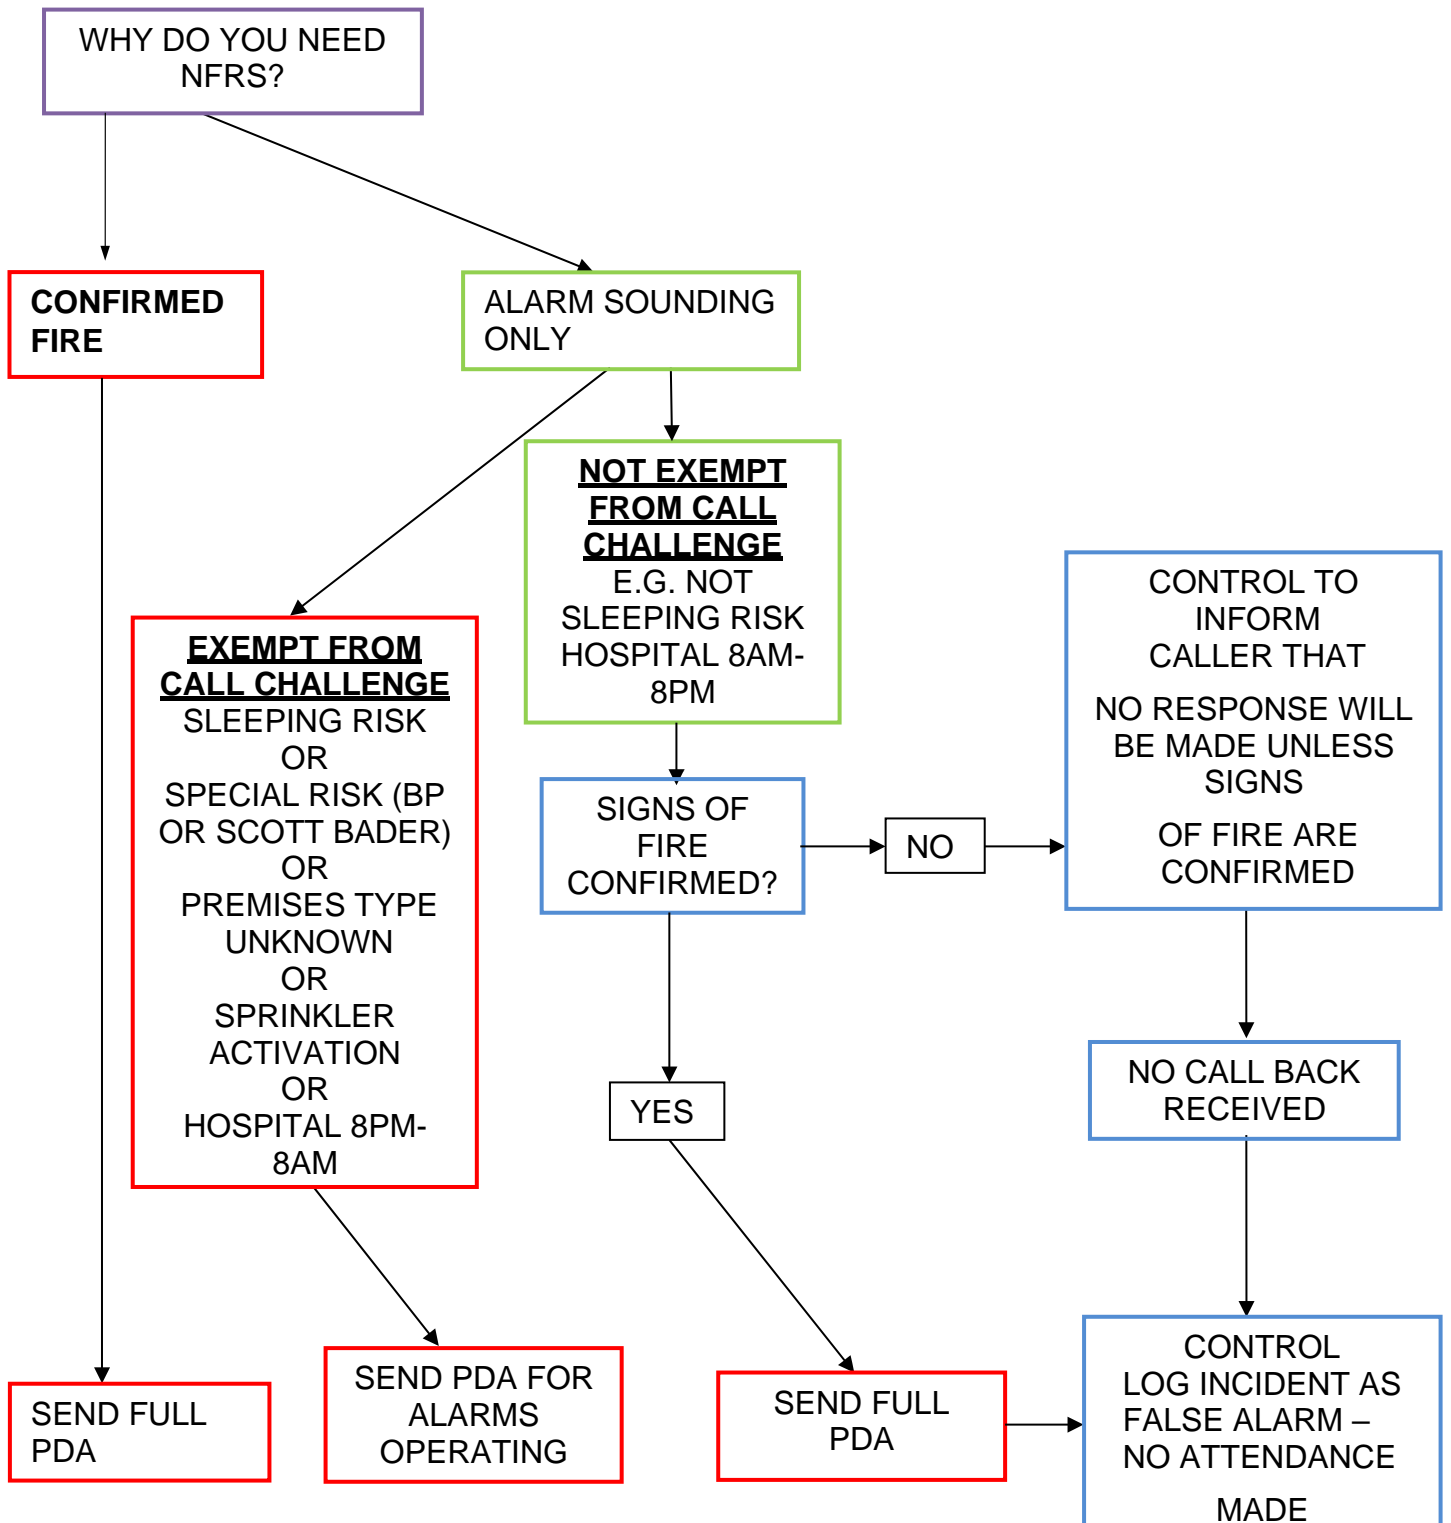 WHY DO YOU NEED
NFRS?
CONFIRMED
FIRE
ALARM SOUNDING
ONLY
NOT EXEMPT
FROM CALL
CHALLENGE
E.G. NOT
SLEEPING RISK
HOSPITAL 8AM-
8PM
EXEMPT FROM
CALL CHALLENGE
SLEEPING RISK
OR
SPECIAL RISK (BP
OR SCOTT BADER)
OR
PREMISES TYPE
UNKNOWN
OR
SPRINKLER
ACTIVATION
OR
HOSPITAL 8PM-
8AM
SIGNS OF
FIRE
CONFIRMED?
NO
CONTROL TO
INFORM
CALLER THAT
NO RESPONSE WILL
BE MADE UNLESS
SIGNS
OF FIRE ARE
CONFIRMED
YES
NO CALL BACK
RECEIVED
SEND FULL
PDA
SEND PDA FOR
ALARMS
OPERATING
SEND FULL
PDA
CONTROL
LOG INCIDENT AS
FALSE ALARM –
NO ATTENDANCE
MADE